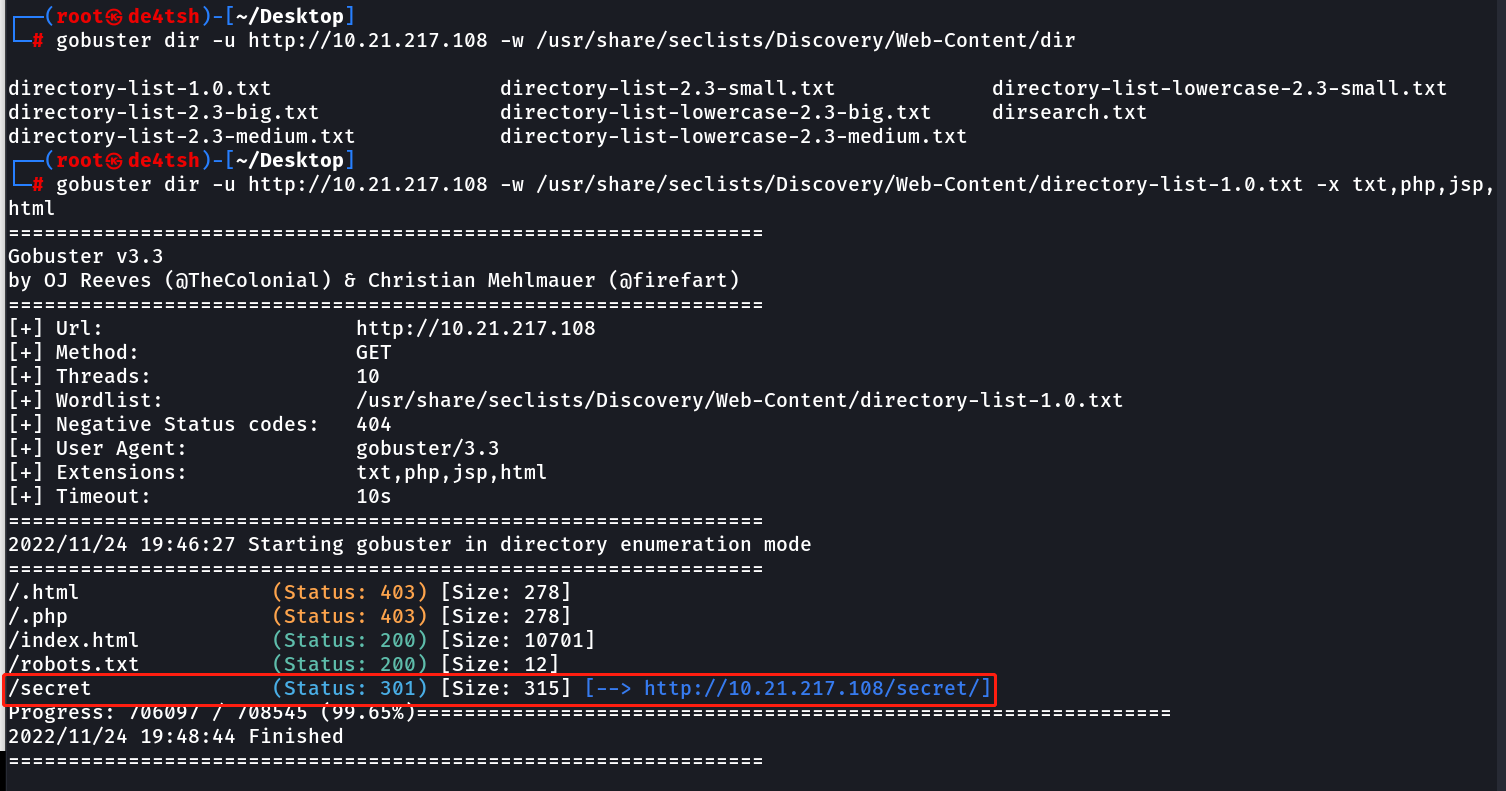 ┌──(root㉿de4tsh)-[~/Desktop]
└─# gobuster dir -u http://10.21.217.108 -w /usr/share/seclists/Discovery/Web-Content/dir
directory-list-1.0.txt directory-list-2.3-small.txt directory-list-lowercase-2.3-small.txt
directory-list-2.3-big.txt directory-list-lowercase-2.3-big.txt dirsearch.txt
directory-list-2.3-medium.txt directory-list-lowercase-2.3-medium.txt
┌──(root㉿de4tsh)-[~/Desktop]
└─# gobuster dir -u http://10.21.217.108 -w /usr/share/seclists/Discovery/Web-Content/directory-list-1.0.txt -x txt,php,jsp,
html
===============================================================
Gobuster v3.3
by OJ Reeves (@TheColonial) & Christian Mehlmauer (@firefart)
===============================================================
[+] Url: http://10.21.217.108
[+] Method: GET
[+] Threads: 10
[+] Wordlist: /usr/share/seclists/Discovery/Web-Content/directory-list-1.0.txt
[+] Negative Status codes: 404
[+] User Agent: gobuster/3.3
[+] Extensions: txt,php,jsp,html
[+] Timeout: 10s
===============================================================
2022/11/24 19:46:27 Starting gobuster in directory enumeration mode
===============================================================
/.html (Status: 403) [Size: 278]
/.php (Status: 403) [Size: 278]
/index.html (Status: 200) [Size: 10701]
/robots.txt (Status: 200) [Size: 12]
/secret (Status: 301) [Size: 315] [--> http://10.21.217.108/secret/]
Progress: 706097 / 708545 (99.65%)===============================================================
2022/11/24 19:48:44 Finished
===============================================================